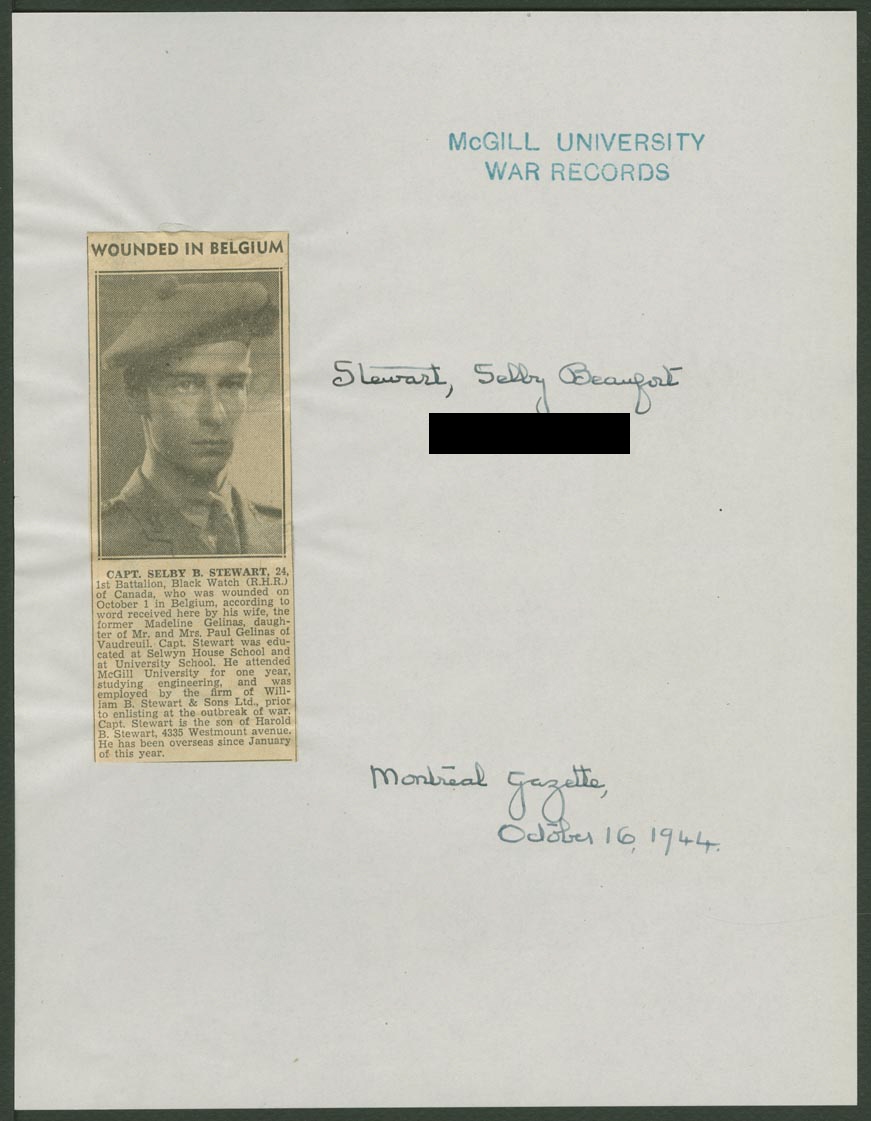 McGILL UNIVERSITY
WAR RECORDS
WOUNDED IN BELGIUM
Stewart, Selby Beaufort
CAPT. SELBY B. STEWART, 24,
1st Battalion, Black Watch (R.H.R.)
of Canada, who was wounded on
October 1 in Belgium, according to
word received here by his wife, the
former Madeline Gelinas, daugh-
ter of Mr. and Mrs. Paul Gelinas of
Vaudreuil. Capt. Stewart was edu-
cated at Selwyn House School and
at University School. He attended
McGill University for one year,
studying engineering, and was
employed by the firm of Will-
iam B. Stewart & Sons Ltd., prior
to enlisting at the outbreak of war.
Capt. Stewart is the son of Harold
B. Stewart, 4335 Westmount avenue.
He has been overseas since January
of this year.
Montreal Gazette,
October 16, 1944.